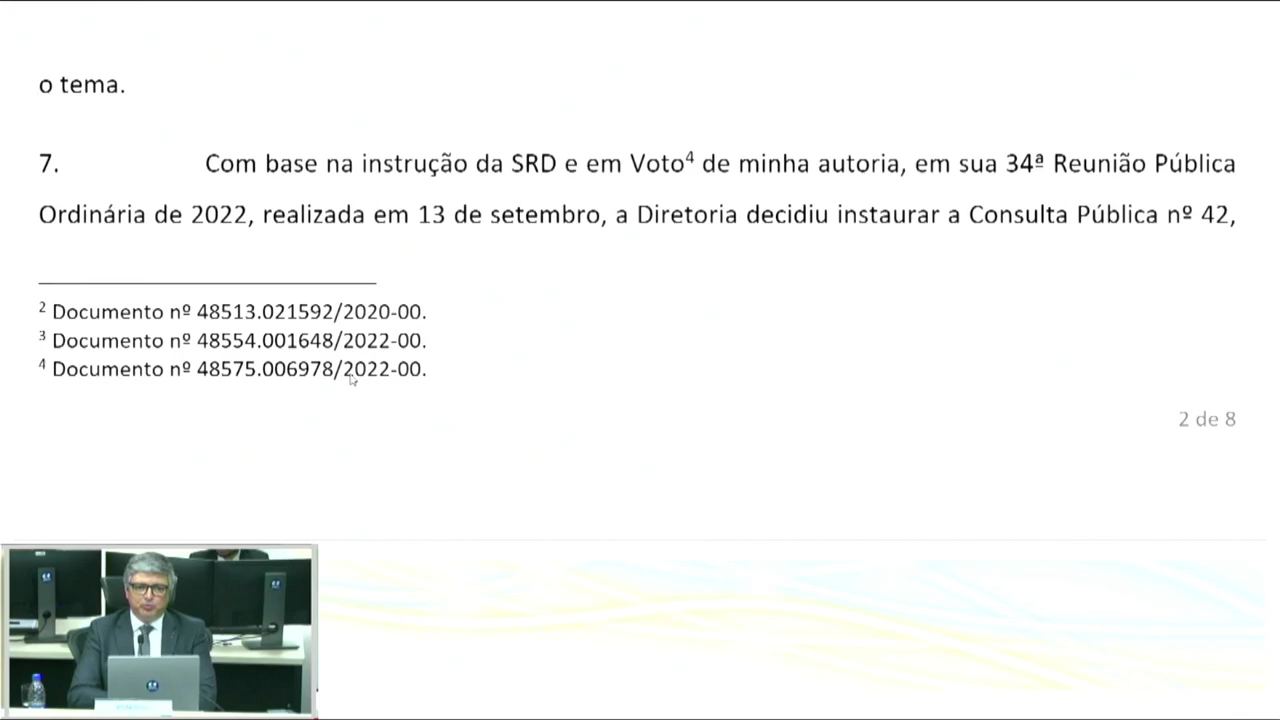 o tema.
7. Com base na instrução da SRD e em Voto⁴ de minha autoria, em sua 34ª Reunião Pública
Ordinária de 2022, realizada em 13 de setembro, a Diretoria decidiu instaurar a Consulta Pública nº 42,
² Documento nº 48513.021592/2020-00.
³ Documento nº 48554.001648/2022-00.
⁴ Documento nº 48575.006978/2022-00.
2 de 8